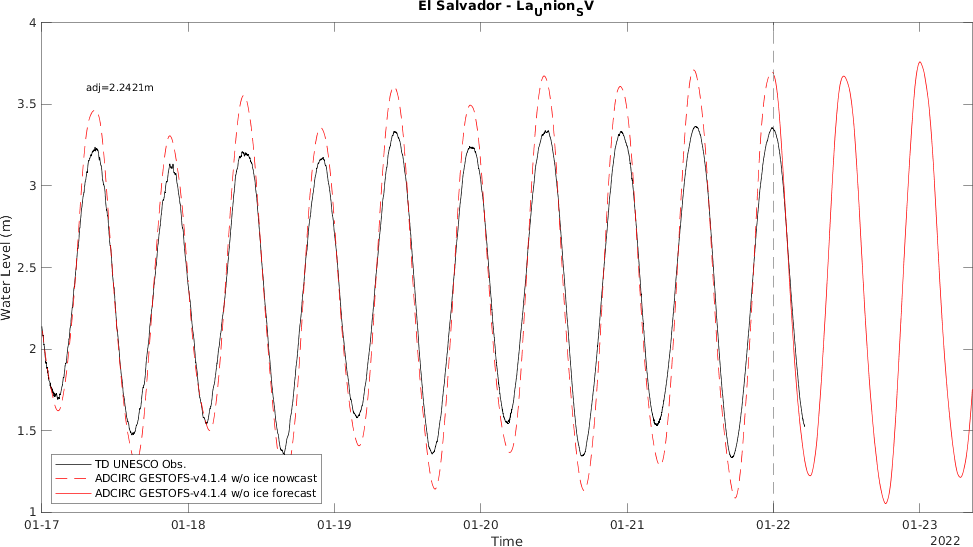 El Salvador - LaUnionSV
adj=2.2421m
Water Level (m)
4
3.5
3
2.5
2
1.5
1
TD UNESCO Obs.
ADCIRC GESTOFS-v4.1.4 w/o ice nowcast
ADCIRC GESTOFS-v4.1.4 w/o ice forecast
01-17 01-18 01-19 01-20 01-21 01-22 01-23
Time
2022